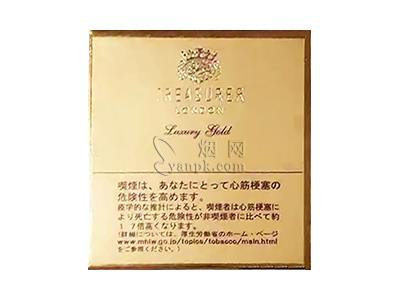 TREASURER
LONDON
Luxury Gold
烟网
yanpk.com
喫煙は、あなたにとって心筋梗塞の
危険性を高めます。
疫学的な推計によると、喫煙者は心筋梗塞に
より死亡する危険性が非喫煙者に比べて約
1.7倍高くなります。
(詳細については、厚生労働省のホーム・ページ
www.mhlw.go.jp/topics/tobacco/main.html
をご参照ください。)